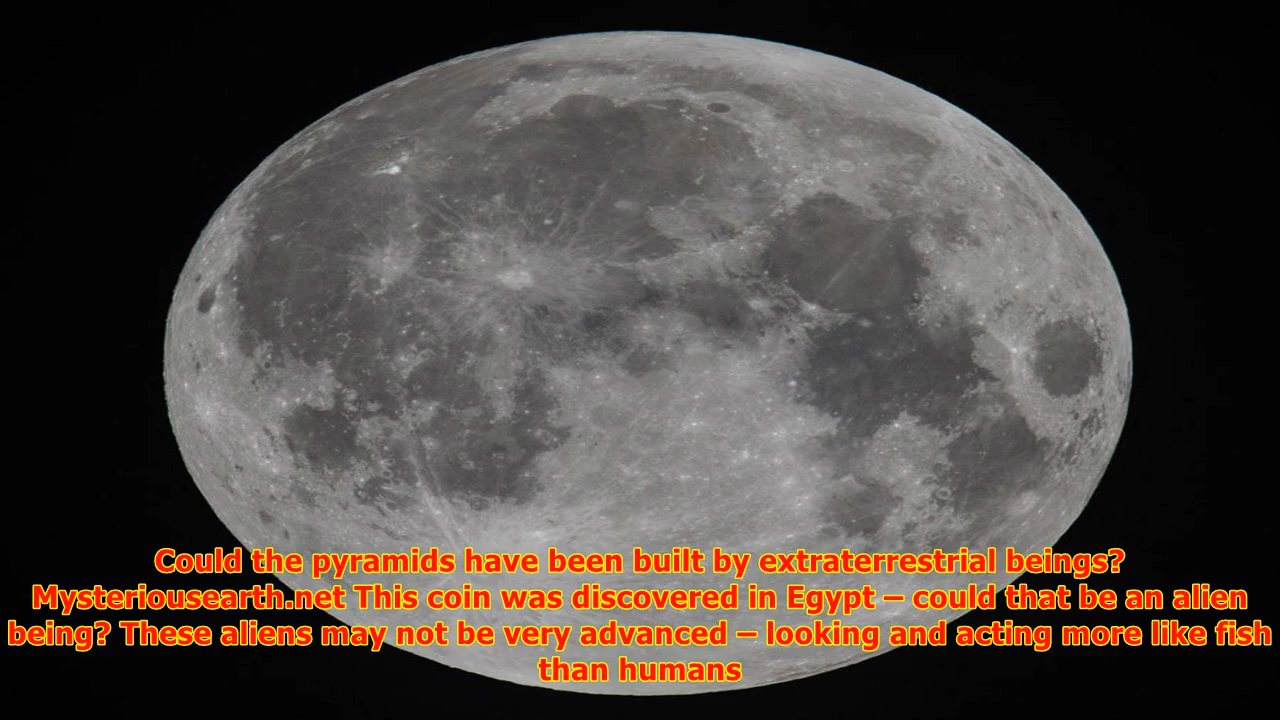 Could the pyramids have been built by extraterrestrial beings?
Mysteriousearth.net This coin was discovered in Egypt – could that be an alien
being? These aliens may not be very advanced – looking and acting more like fish
than humans